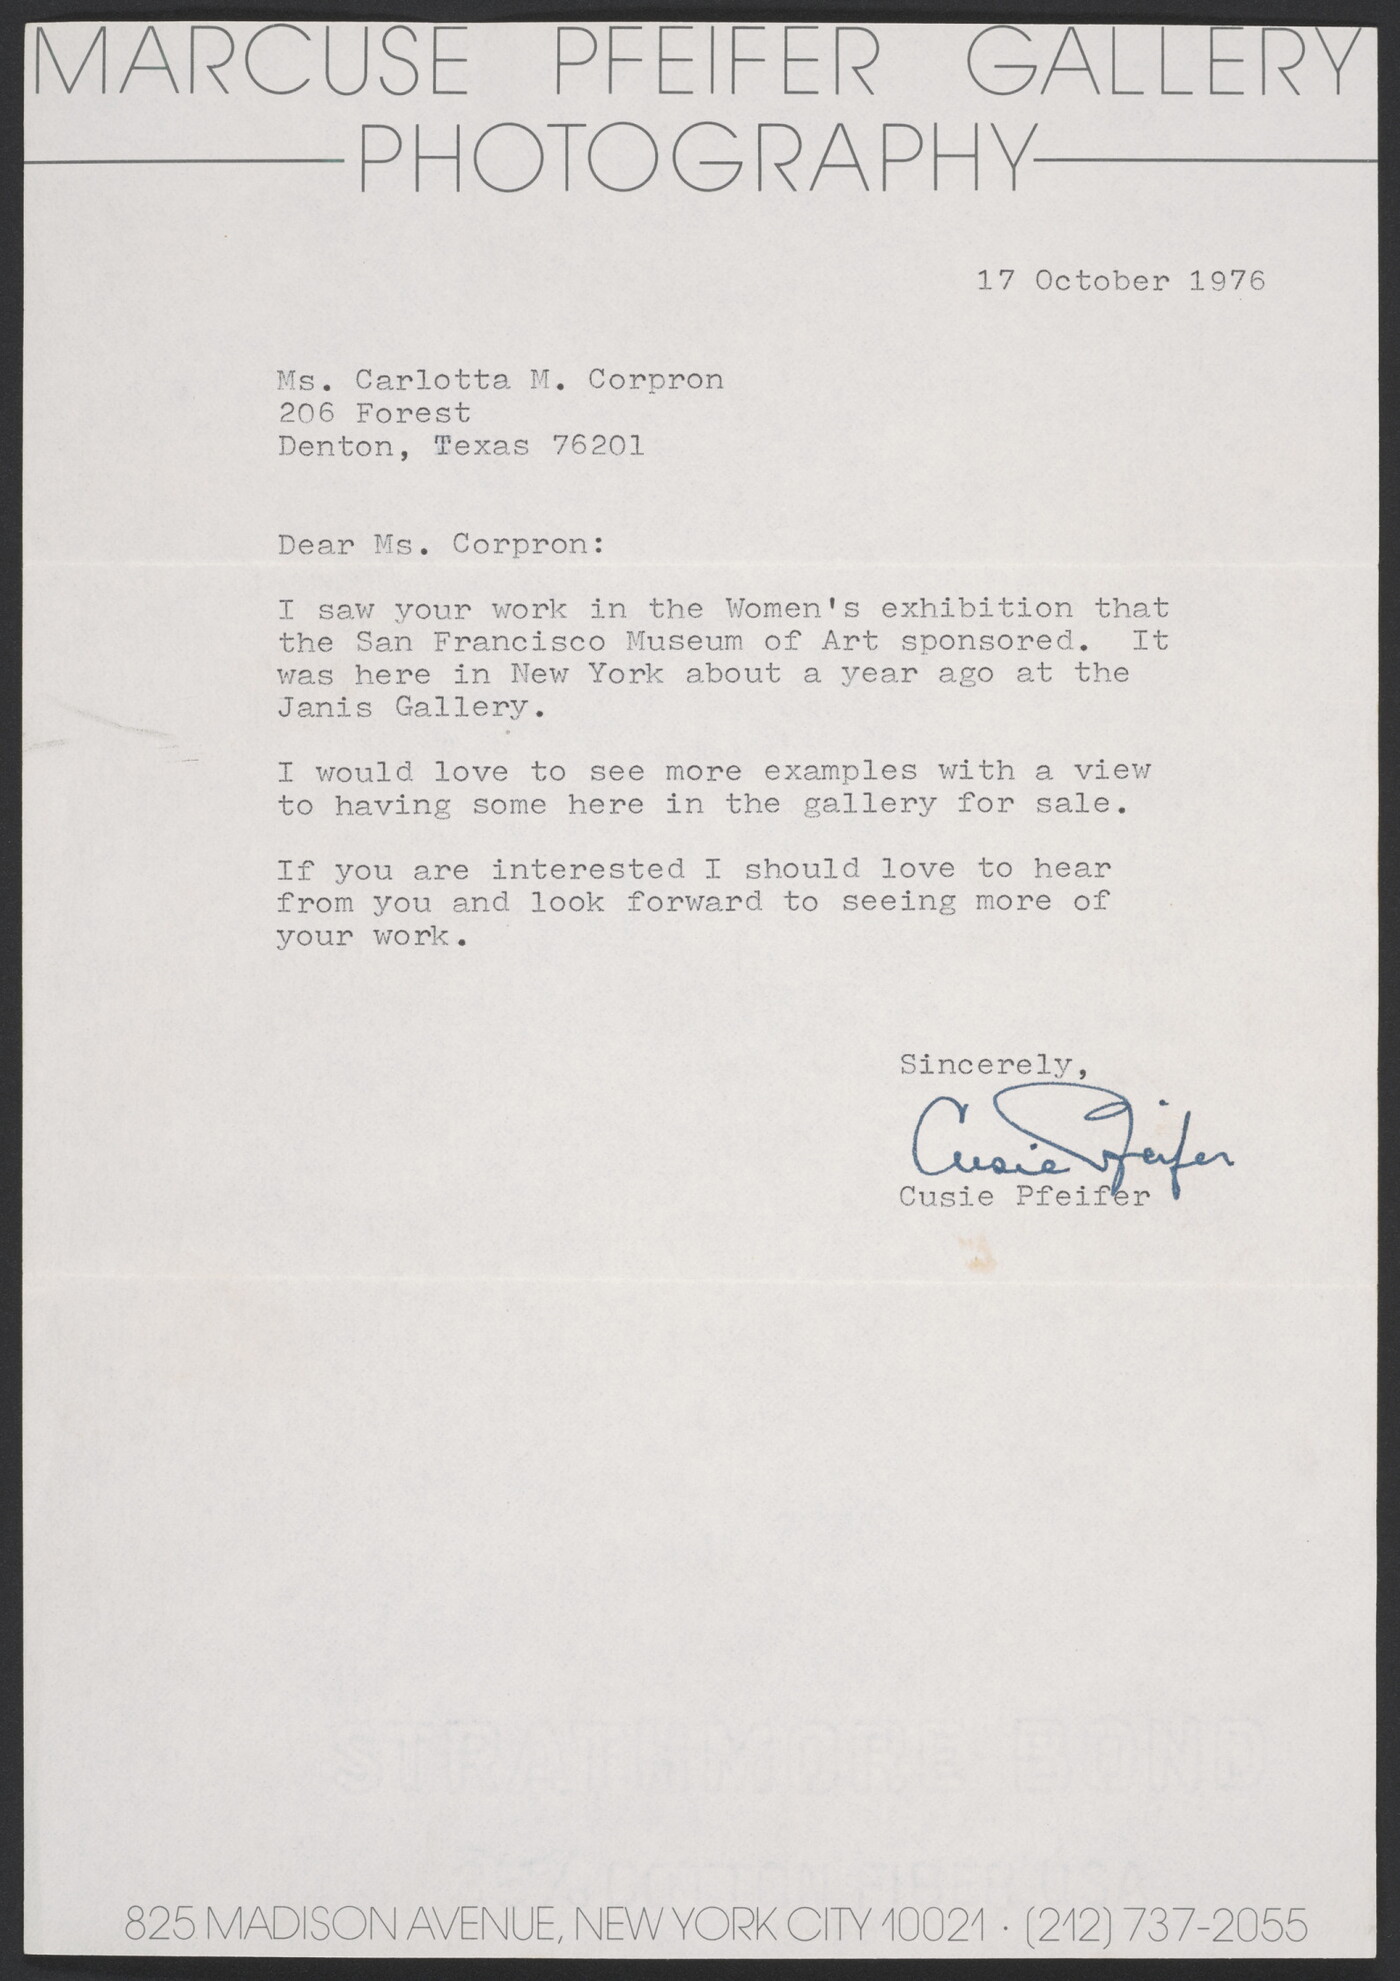 MARCUSE PFEIFER GALLERY
PHOTOGRAPHY
17 October 1976
Ms. Carlotta M. Corpron
206 Forest
Denton, Texas 76201
Dear Ms. Corpron:
I saw your work in the Women's exhibition that
the San Francisco Museum of Art sponsored. It
was here in New York about a year ago at the
Janis Gallery.
I would love to see more examples with a view
to having some here in the gallery for sale.
If you are interested I should love to hear
from you and look forward to seeing more of
your work.
Sincerely,
Cusie Pfeifer
Cusie Pfeifer
STRATHMORE BOND
COTTON FIBER USA
825 MADISON AVENUE, NEW YORK CITY 10021 · (212) 737-2055